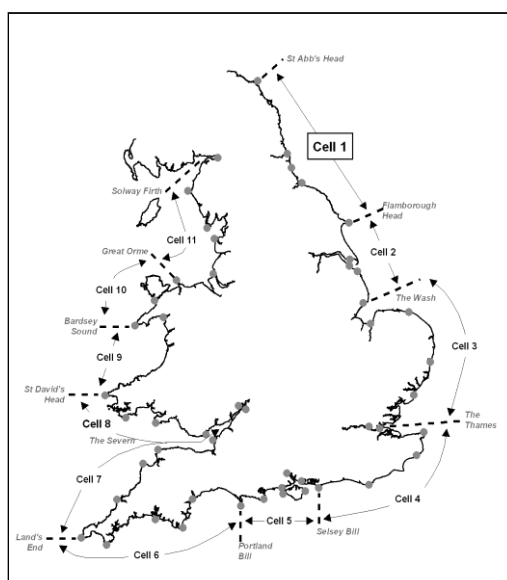 St Abb's Head
Cell 1
Solway Firth
Flamborough
Head
Great Orme
Cell 11
Cell 2
Cell 10
The Wash
Bardsey
Sound
Cell 3
Cell 9
St David's
Head
Cell 8
The Severn
The
Thames
Cell 7
Cell 4
Land's
End
Cell 6
Cell 5
Portland
Bill
Selsey Bill